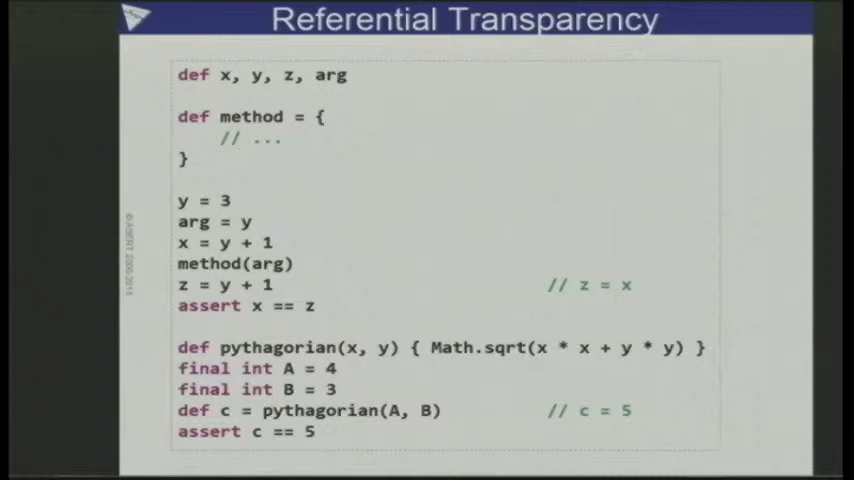 Referential Transparency
def x, y, z, arg
def method = {
// ...
}
y = 3
arg = y
x = y + 1
method(arg)
z = y + 1 // z = x
assert x == z
def pythagorian(x, y) { Math.sqrt(x * x + y * y) }
final int A = 4
final int B = 3
def c = pythagorian(A, B) // c = 5
assert c == 5
© ASERT